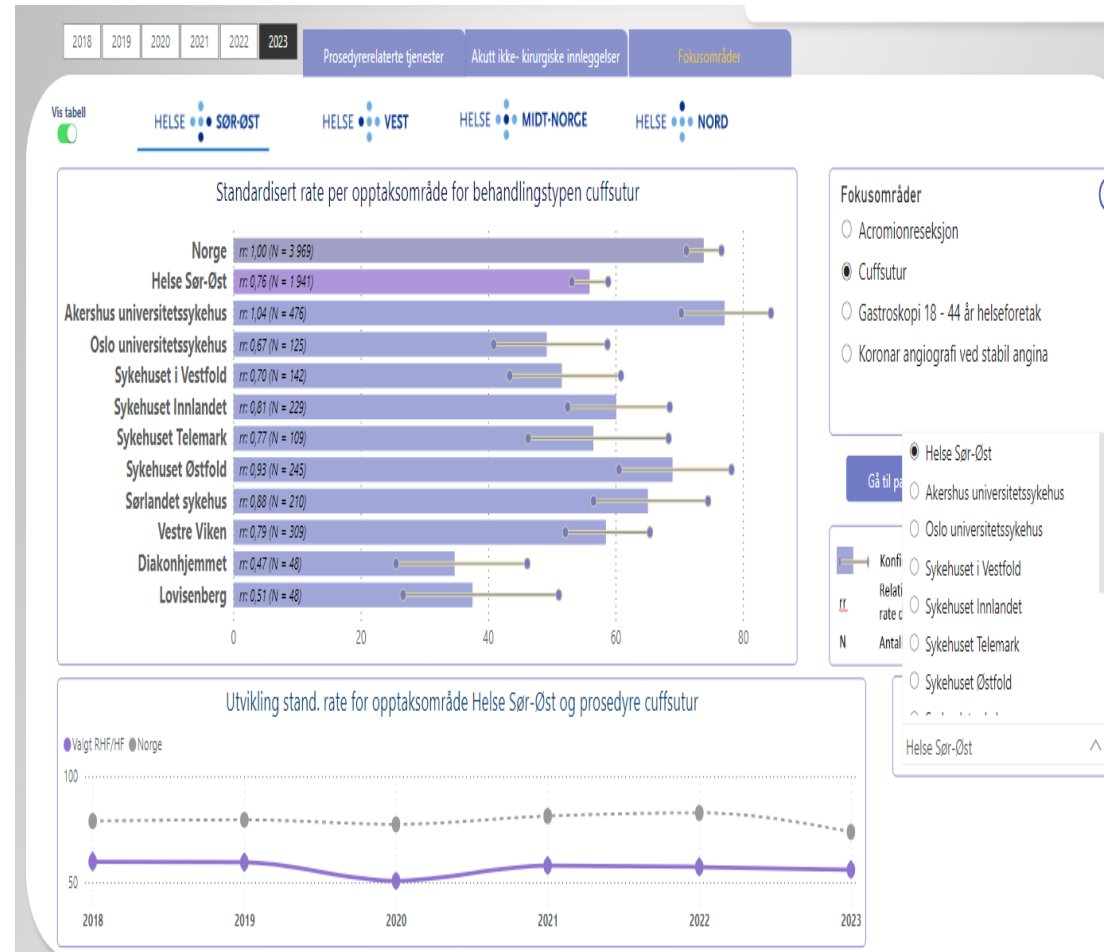 2018 2019 2020 2021 2022 2023
Prosedyrerelaterte tjenester Akutt ikke- kirurgiske innleggelser Fokusområder
Vis tabell
HELSE SØR-ØST HELSE VEST HELSE MIDT-NORGE HELSE NORD
Standardisert rate per opptaksområde for behandlingstypen cuffsutur
Norge rr: 1,00 (N = 3 969)
Helse Sør-Øst rr: 0,76 (N = 1 941)
Akershus universitetssykehus rr: 1,04 (N = 476)
Oslo universitetssykehus rr: 0,67 (N = 125)
Sykehuset i Vestfold rr: 0,70 (N = 142)
Sykehuset Innlandet rr: 0,81 (N = 229)
Sykehuset Telemark rr: 0,77 (N = 109)
Sykehuset Østfold rr: 0,93 (N = 245)
Sørlandet sykehus rr: 0,88 (N = 210)
Vestre Viken rr: 0,79 (N = 309)
Diakonhjemmet rr: 0,47 (N = 48)
Lovisenberg rr: 0,51 (N = 48)
0 20 40 60 80
Fokusområder
Acromionreseksjon
Cuffsutur
Gastroskopi 18 - 44 år helseforetak
Koronar angiografi ved stabil angina
Gå til pa
Konfi
rr. Relati
rate
N Antal
Helse Sør-Øst
Akershus universitetssykehus
Oslo universitetssykehus
Sykehuset i Vestfold
Sykehuset Innlandet
Sykehuset Telemark
Sykehuset Østfold
Helse Sør-Øst
Utvikling stand. rate for opptaksområde Helse Sør-Øst og prosedyre cuffsutur
Valgt RHF/HF Norge
100
50
2018 2019 2020 2021 2022 2023